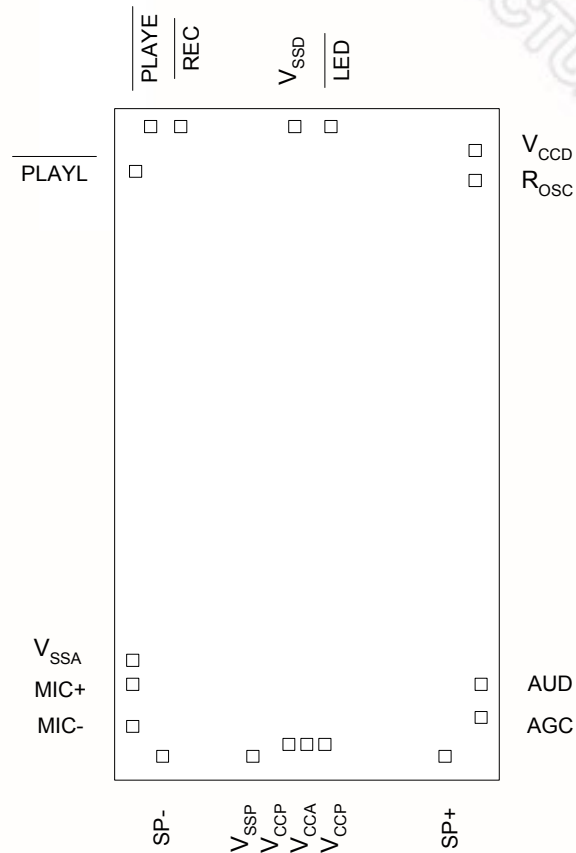 PLAYE
REC
VSSD
LED
PLAYL
VCCD
ROSC
VSSA
MIC+
MIC-
AUD
AGC
SP-
VSSP
VCCP
VCCA
VCCP
SP+